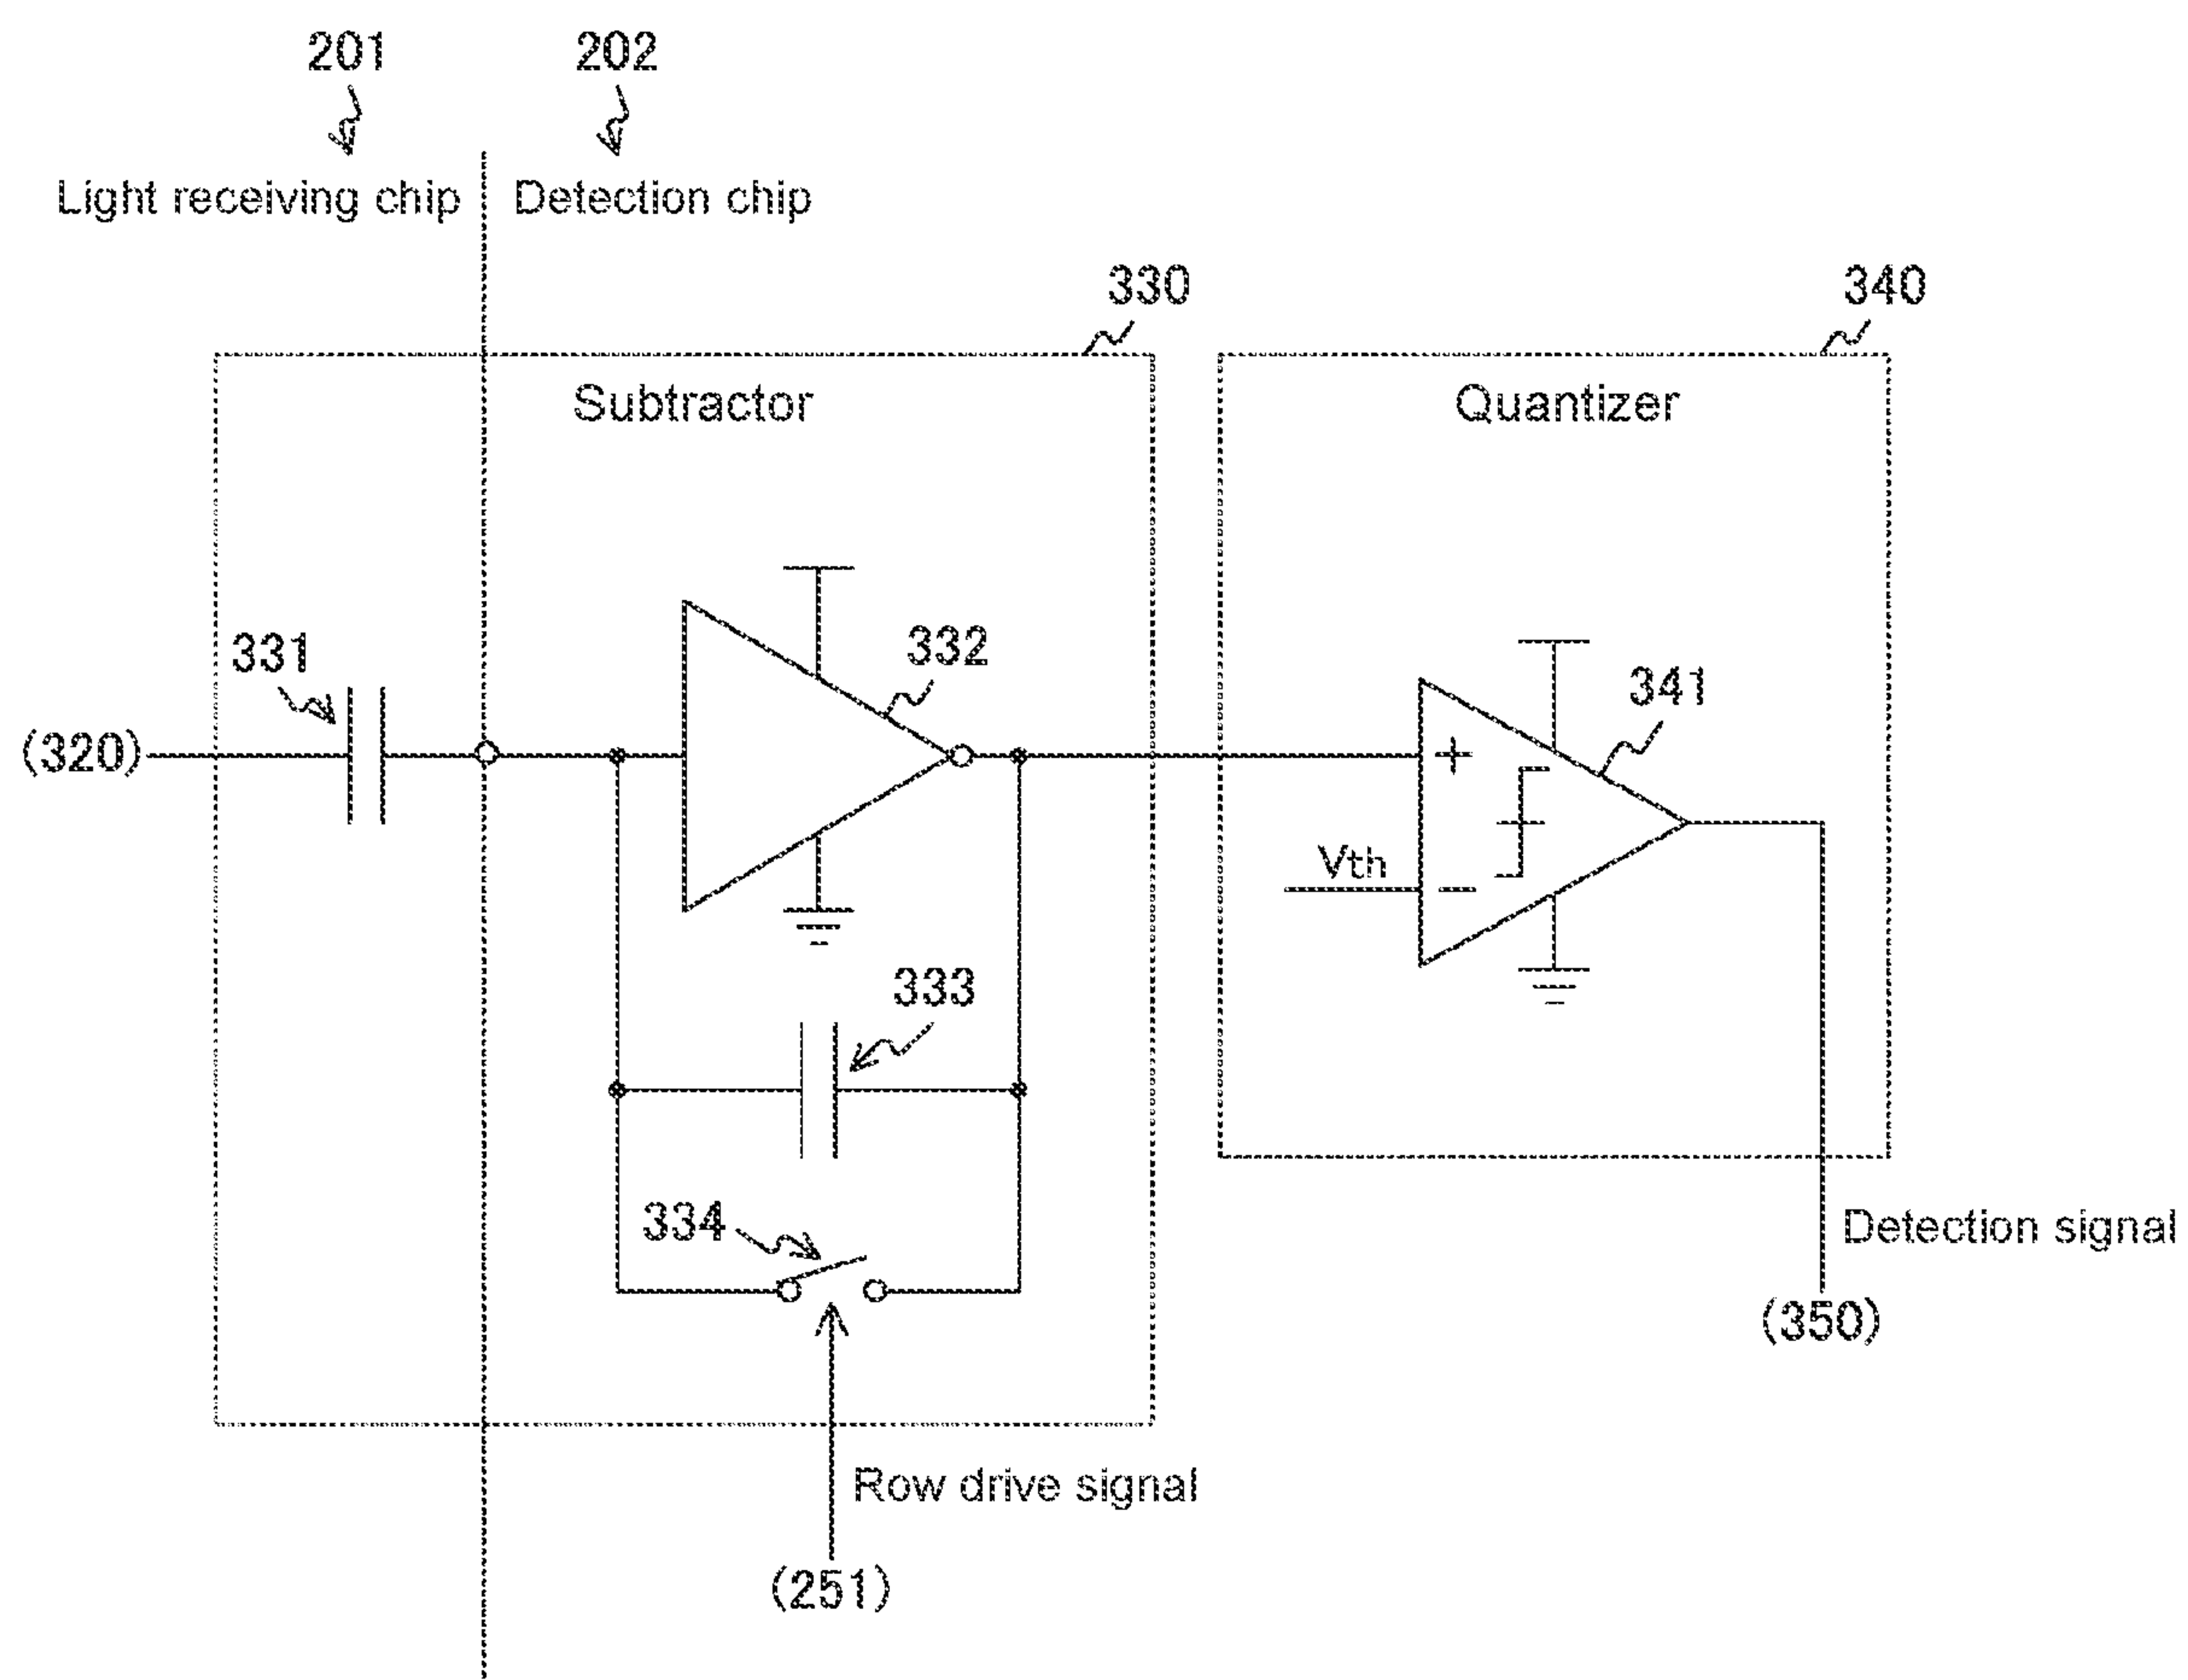 201
202
Light receiving chip
Detection chip
330
340
Subtractor
Quantizer
331
332
341
(320)
+
Vth
−
333
334
Detection signal
(350)
Row drive signal
(251)